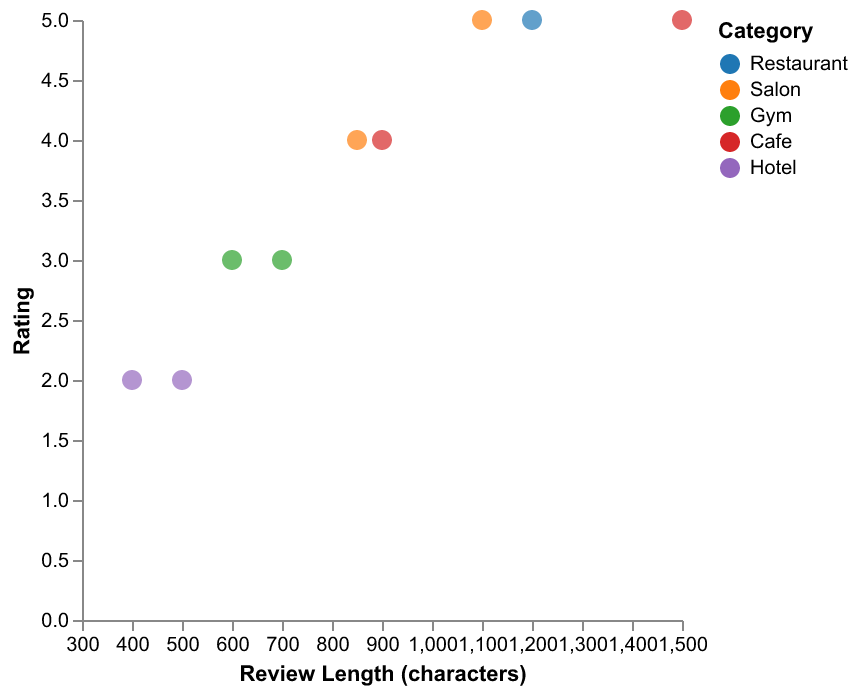 5.0
4.5
4.0
3.5
3.0
2.5
2.0
1.5
1.0
0.5
0.0
Rating
300 400 500 600 700 800 900 1,000 1,100 1,200 1,300 1,400 1,500
Review Length (characters)
Category
Restaurant
Salon
Gym
Cafe
Hotel